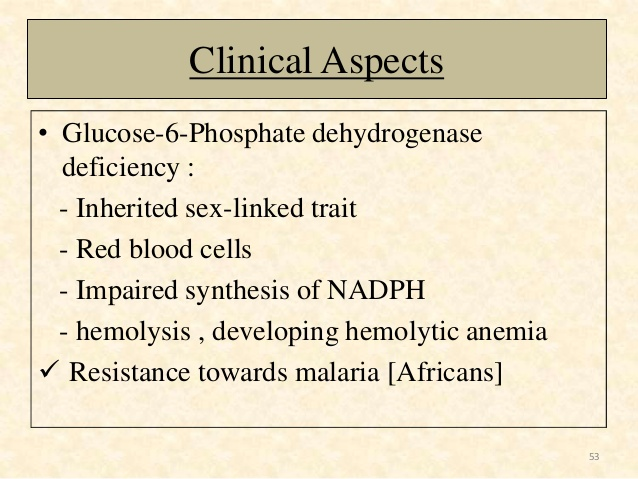 Clinical Aspects
• Glucose-6-Phosphate dehydrogenase
deficiency :
- Inherited sex-linked trait
- Red blood cells
- Impaired synthesis of NADPH
- hemolysis , developing hemolytic anemia
✓ Resistance towards malaria [Africans]
53